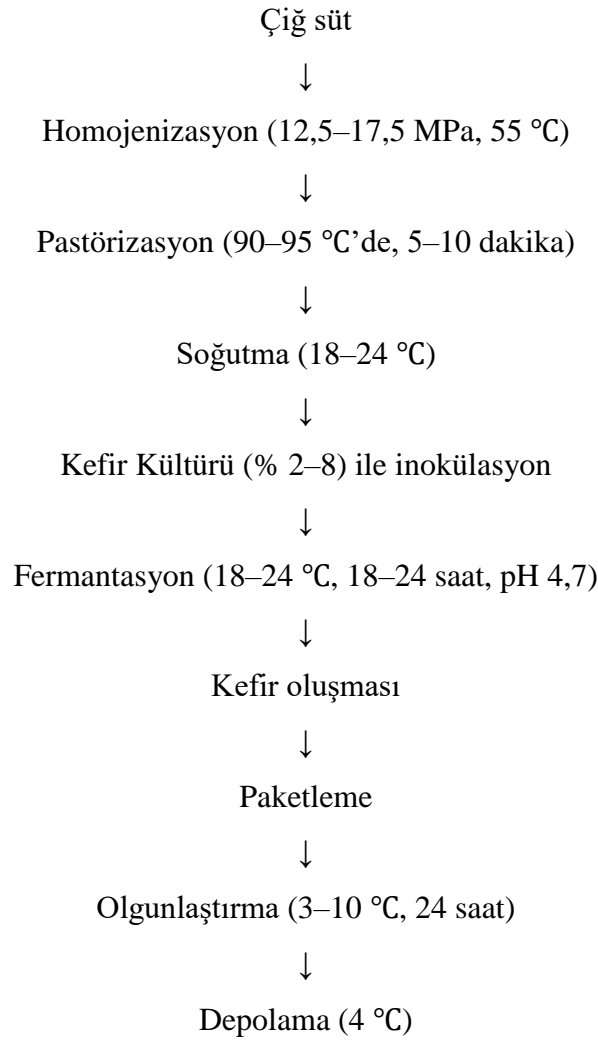 Çiğ süt
↓
Homojenizasyon (12,5–17,5 MPa, 55 ℃)
↓
Pastörizasyon (90–95 ℃’de, 5–10 dakika)
↓
Soğutma (18–24 ℃)
↓
Kefir Kültürü (% 2–8) ile inokülasyon
↓
Fermantasyon (18–24 ℃, 18–24 saat, pH 4,7)
↓
Kefir oluşması
↓
Paketleme
↓
Olgunlaştırma (3–10 ℃, 24 saat)
↓
Depolama (4 ℃)